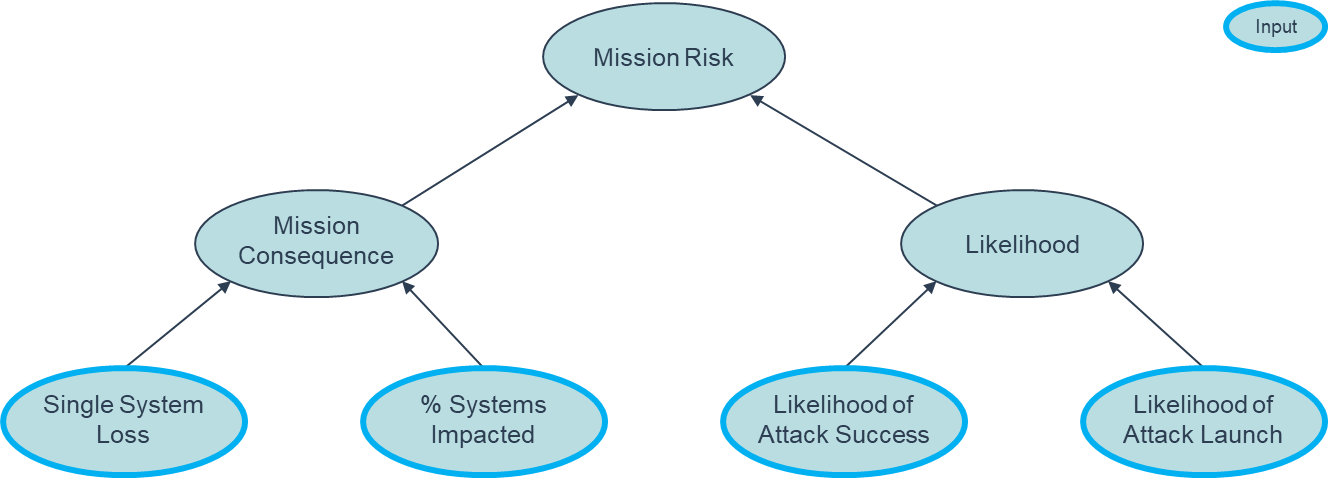 Input
Mission Risk
Mission
Consequence
Likelihood
Single System
Loss
% Systems
Impacted
Likelihood of
Attack Success
Likelihood of
Attack Launch